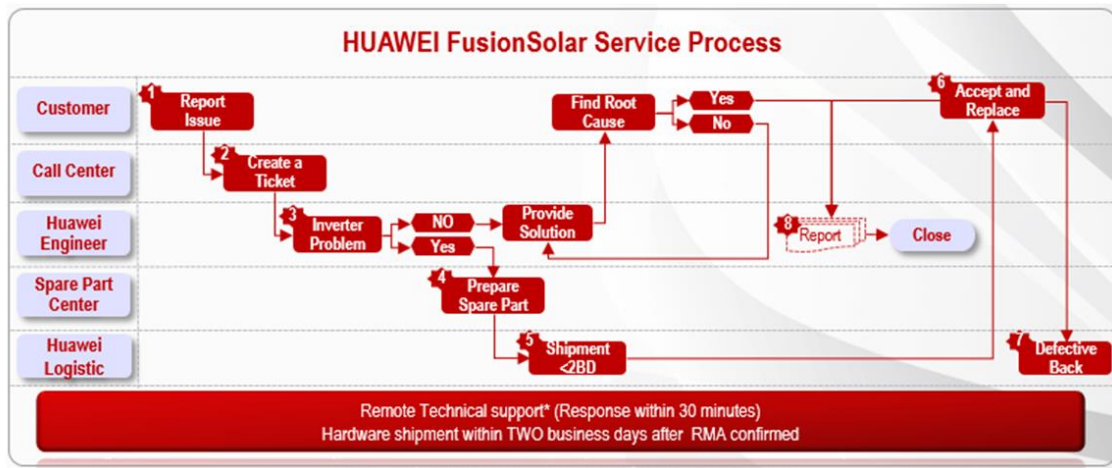 HUAWEI FusionSolar Service Process
Customer
1
Report
Issue
Find Root
Cause
Yes
No
6
Accept and
Replace
Call Center
2
Create a
Ticket
Huawei
Engineer
3
Inverter
Problem
NO
Yes
Provide
Solution
8
Report
Close
Spare Part
Center
4
Prepare
Spare Part
Huawei
Logistic
5
Shipment
<2BD
7
Defective
Back
Remote Technical support* (Response within 30 minutes)
Hardware shipment within TWO business days after RMA confirmed